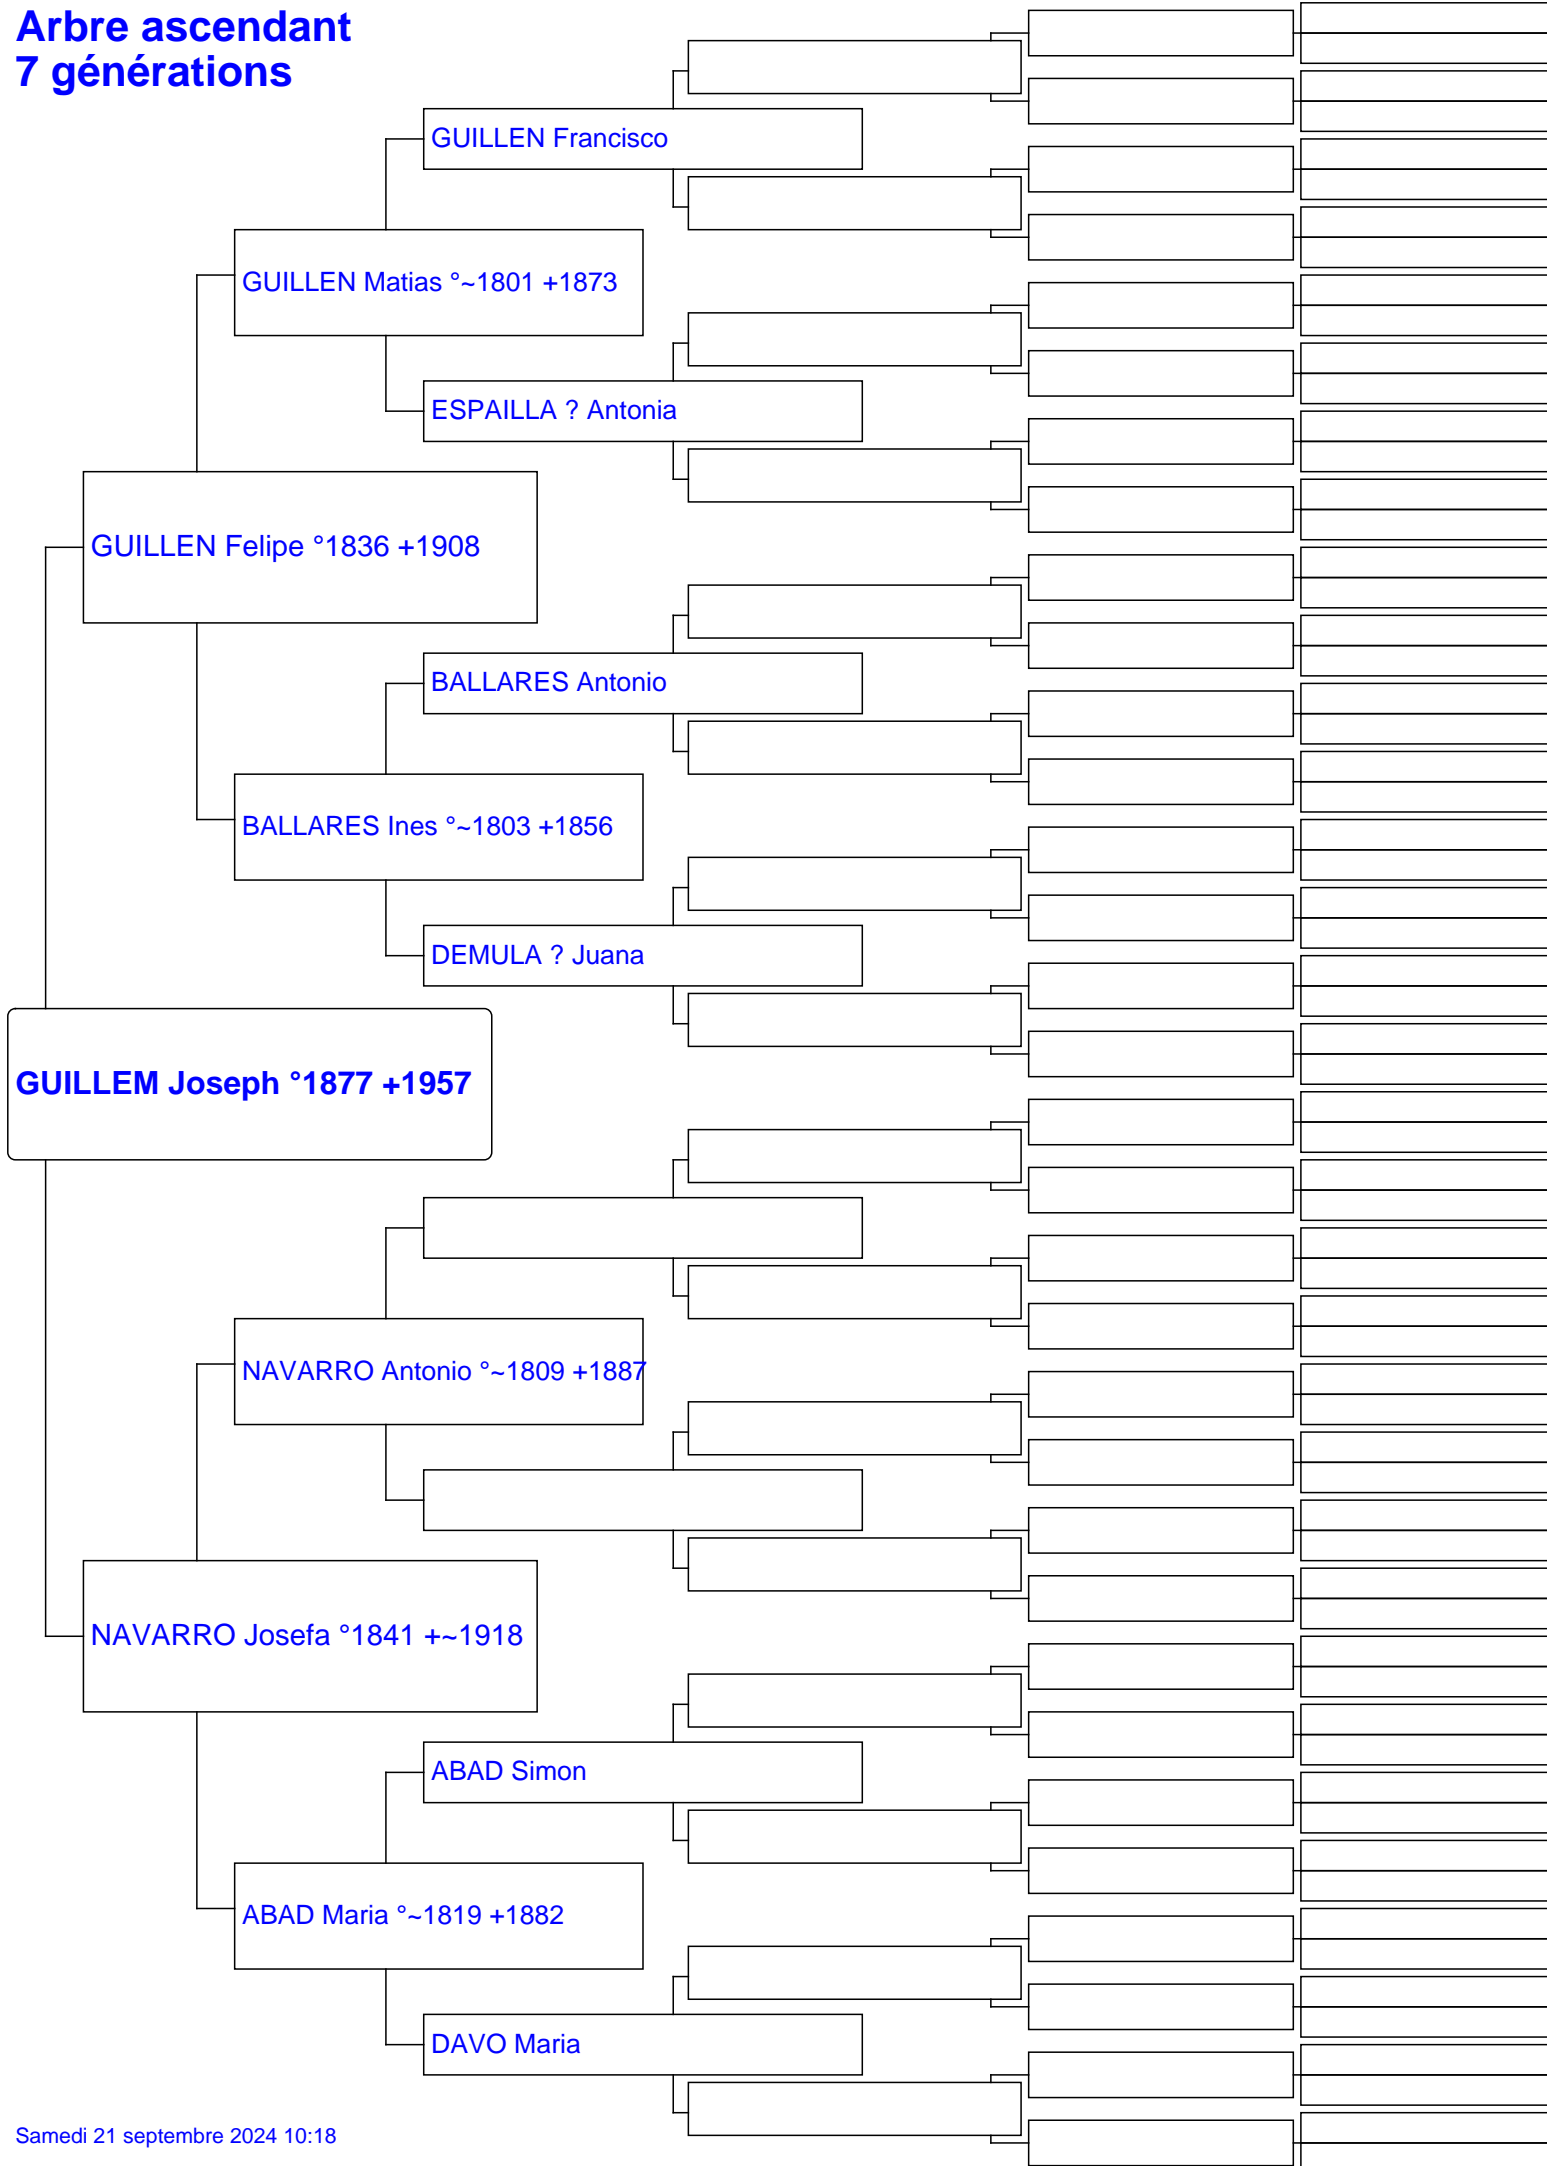 Arbre ascendant
7 générations
GUILLEN Francisco
GUILLEN Matias °~1801 +1873
ESPAILLA ? Antonia
GUILLEN Felipe °1836 +1908
BALLARES Antonio
BALLARES Ines °~1803 +1856
DEMULA ? Juana
GUILLEM Joseph °1877 +1957
NAVARRO Antonio °~1809 +1887
NAVARRO Josefa °1841 +~1918
ABAD Simon
ABAD Maria °~1819 +1882
DAVO Maria
Samedi 21 septembre 2024 10:18